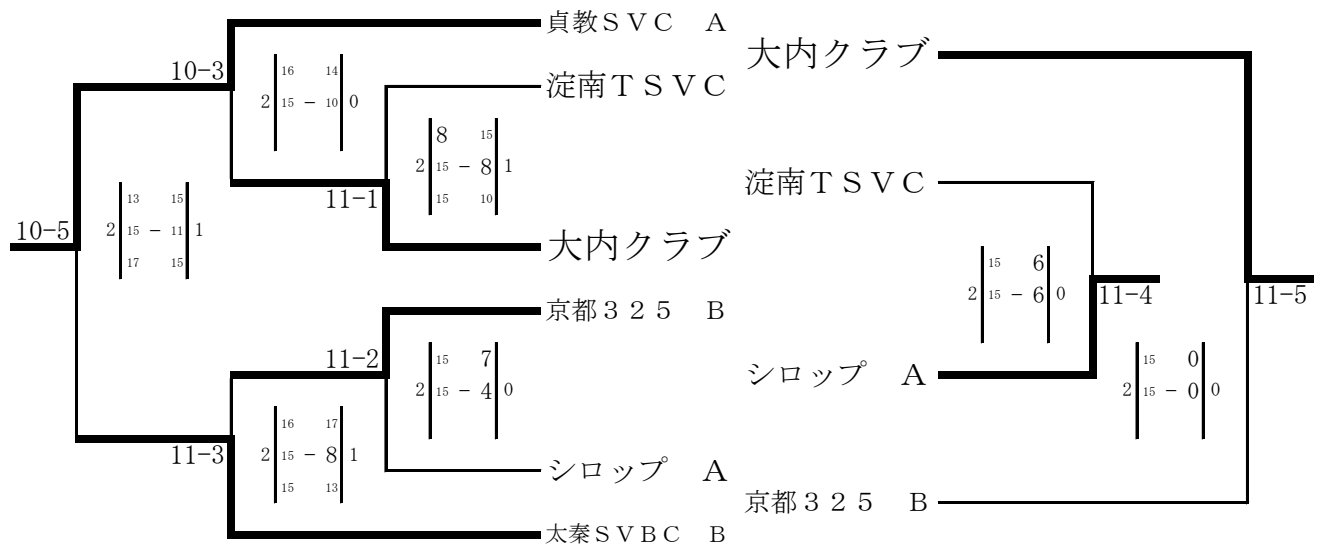 貞教SVC A
大内クラブ
10-3
16 14
2 15 - 10 0
淀南TSVC
8 15
2 15 - 8 1
15 10
11-1
淀南TSVC
13 15
2 15 - 11 1
17 15
10-5
大内クラブ
15 6
2 15 - 6 0
11-4
11-5
京都325 B
11-2
15 7
2 15 - 4 0
シロップ A
15 0
2 15 - 0 0
16 17
2 15 - 8 1
15 13
11-3
シロップ A
京都325 B
太秦SVBC B